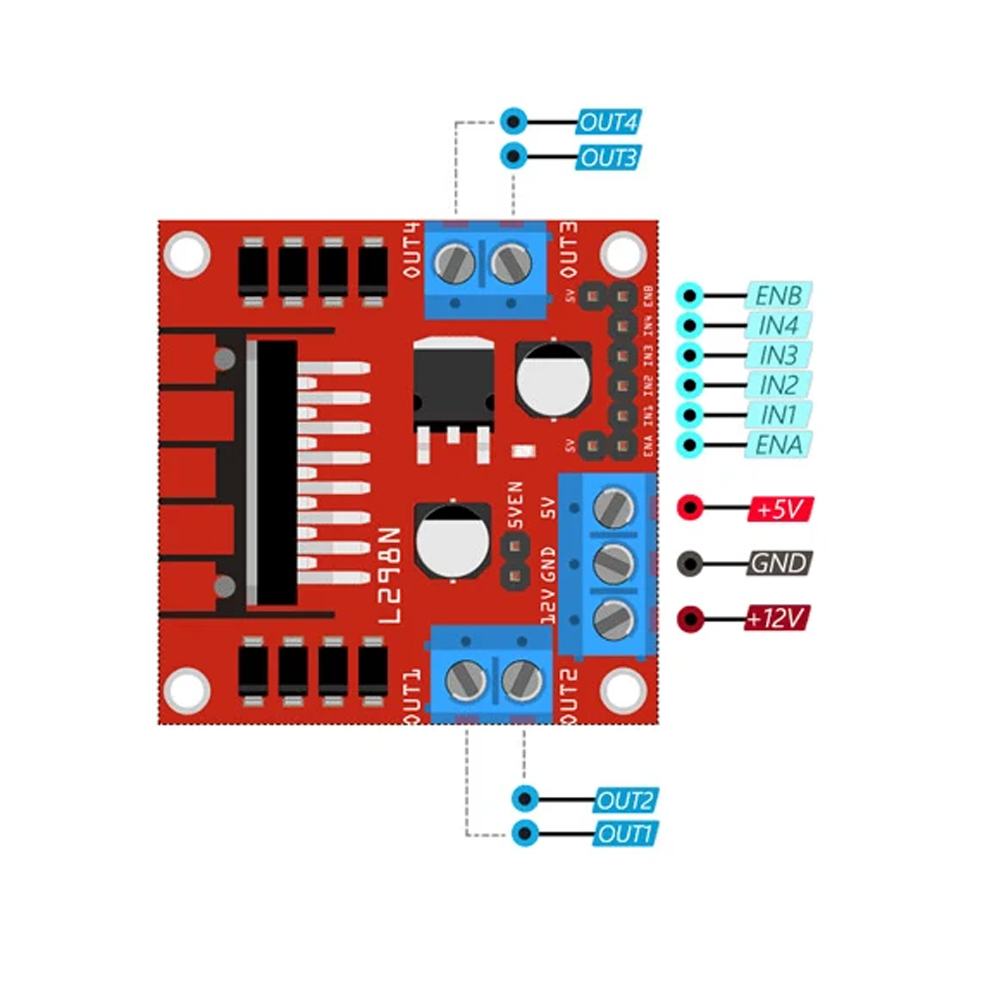 OUT4
OUT3
OUT4
OUT3
5V
ENB
IN4
IN3
IN2
IN1
5V
ENA
ENB
IN4
IN3
IN2
IN1
ENA
5VEN
5V
GND
12V
+5V
GND
+12V
L298N
OUT1
OUT2
OUT2
OUT1